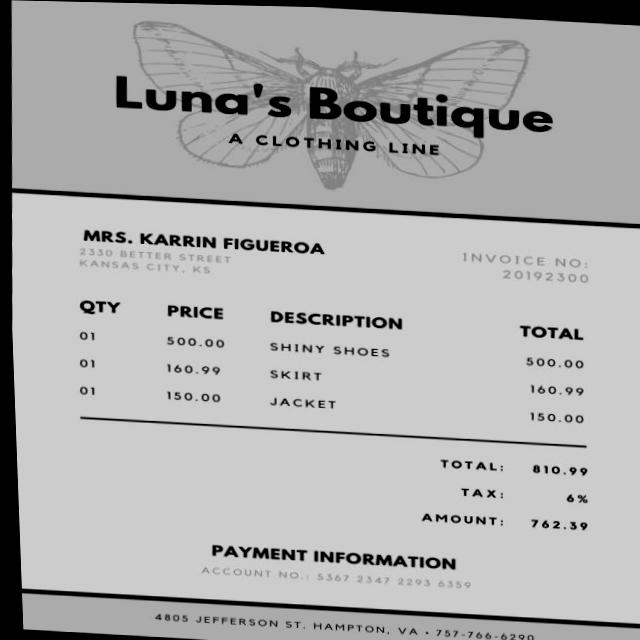 Luna's Boutique
A CLOTHING LINE
MRS. KARRIN FIGUEROA
2330 BETTER STREET
KANSAS CITY, KS
INVOICE NO:
20192300
QTY PRICE DESCRIPTION TOTAL
01 500.00 SHINY SHOES 500.00
01 160.99 SKIRT 160.99
01 150.00 JACKET 150.00
TOTAL: 810.99
TAX: 6%
AMOUNT: 762.39
PAYMENT INFORMATION
ACCOUNT NO.: 5367 2347 2293 6359
4805 JEFFERSON ST. HAMPTON, VA • 757-766-6290